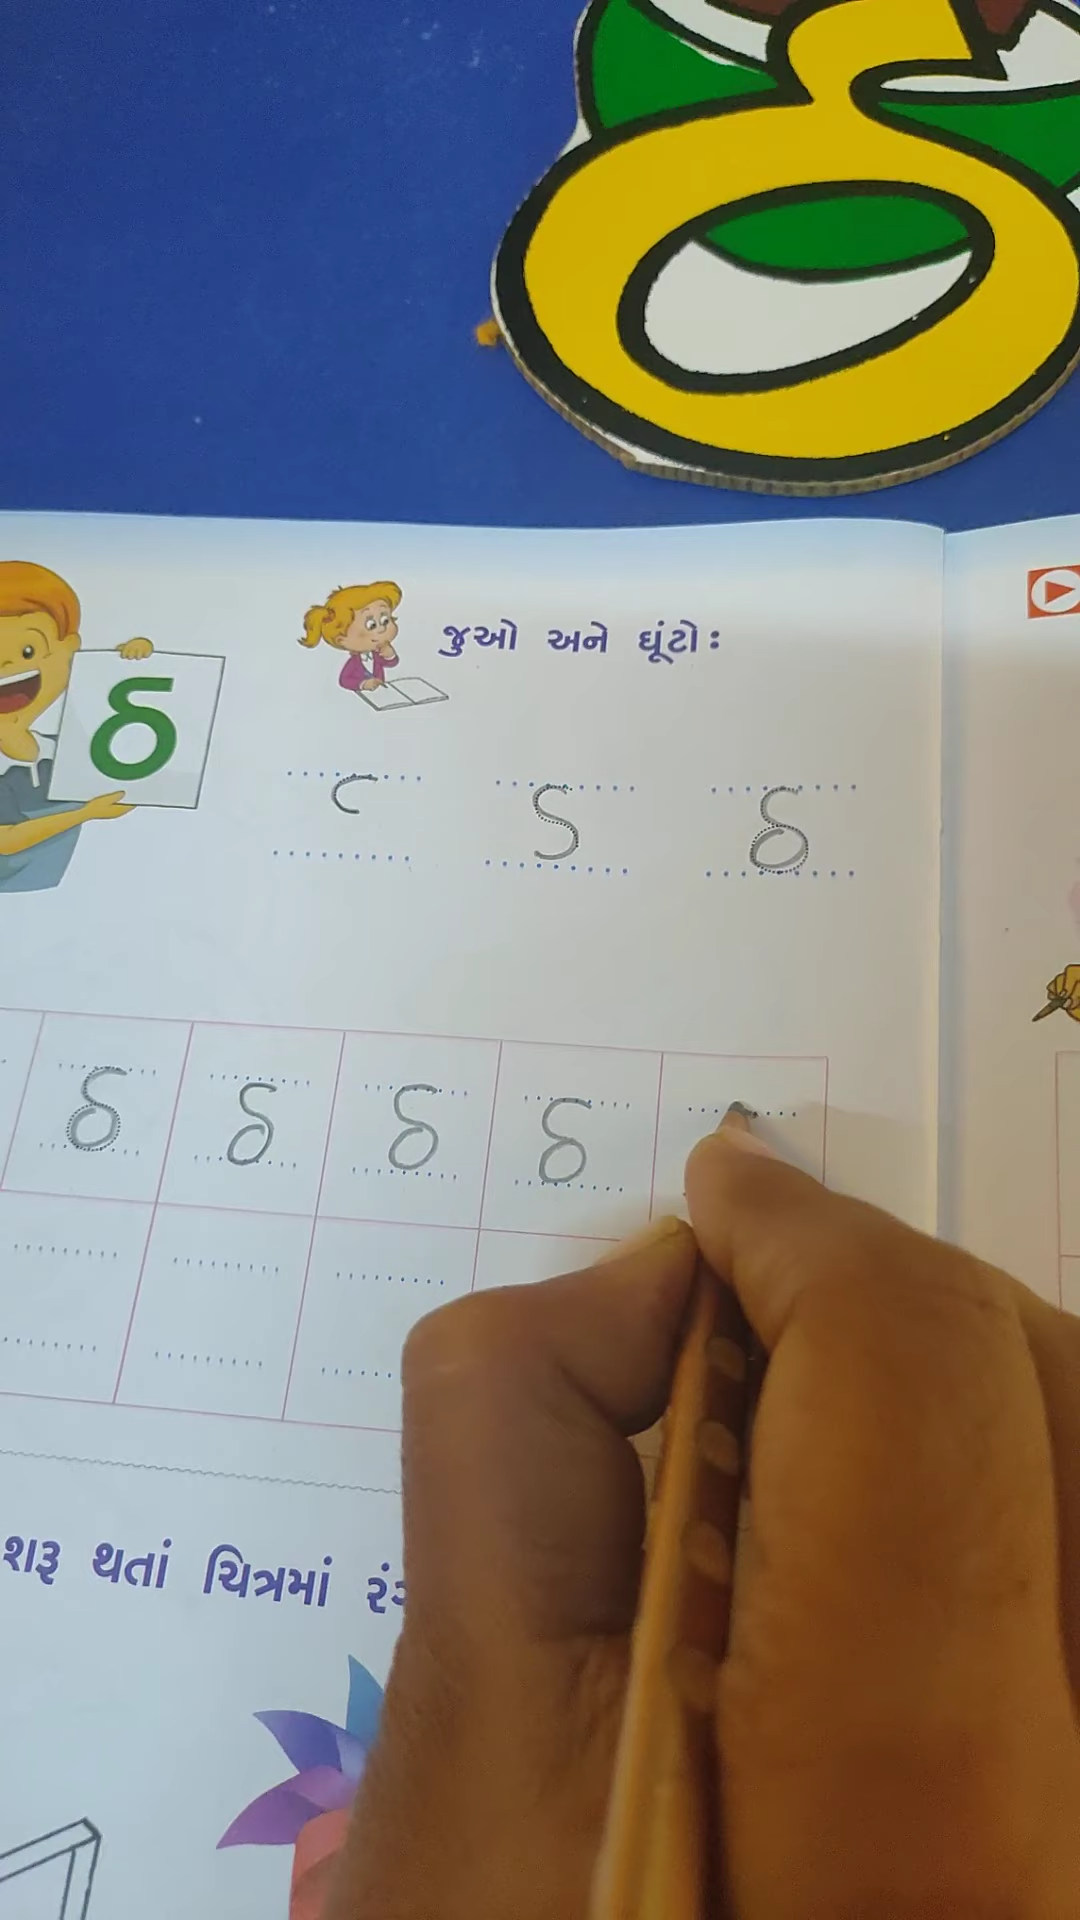 ઠ
જુઓ અને ઘૂંટો :
ઠ
ઠ
ઠ ઠ ઠ ઠ
શરૂ થતાં ચિત્રમાં